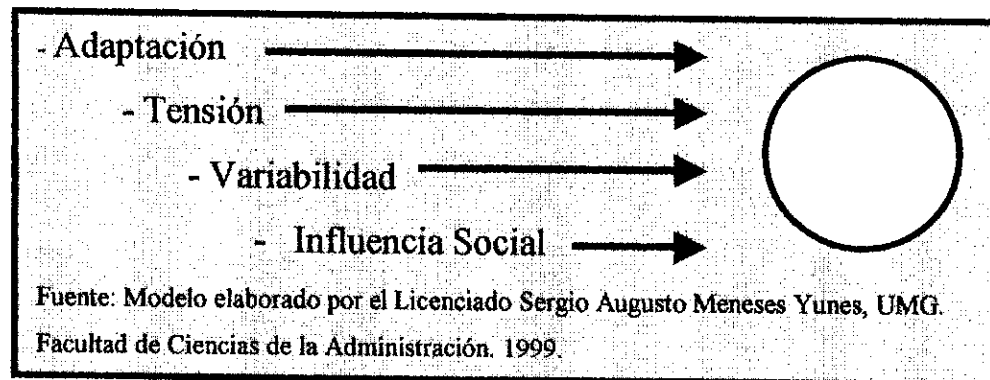 - Adaptación
- Tensión
- Variabilidad
- Influencia Social
Fuente: Modelo elaborado por el Licenciado Sergio Augusto Meneses Yunes, UMG.
Facultad de Ciencias de la Administración. 1999.